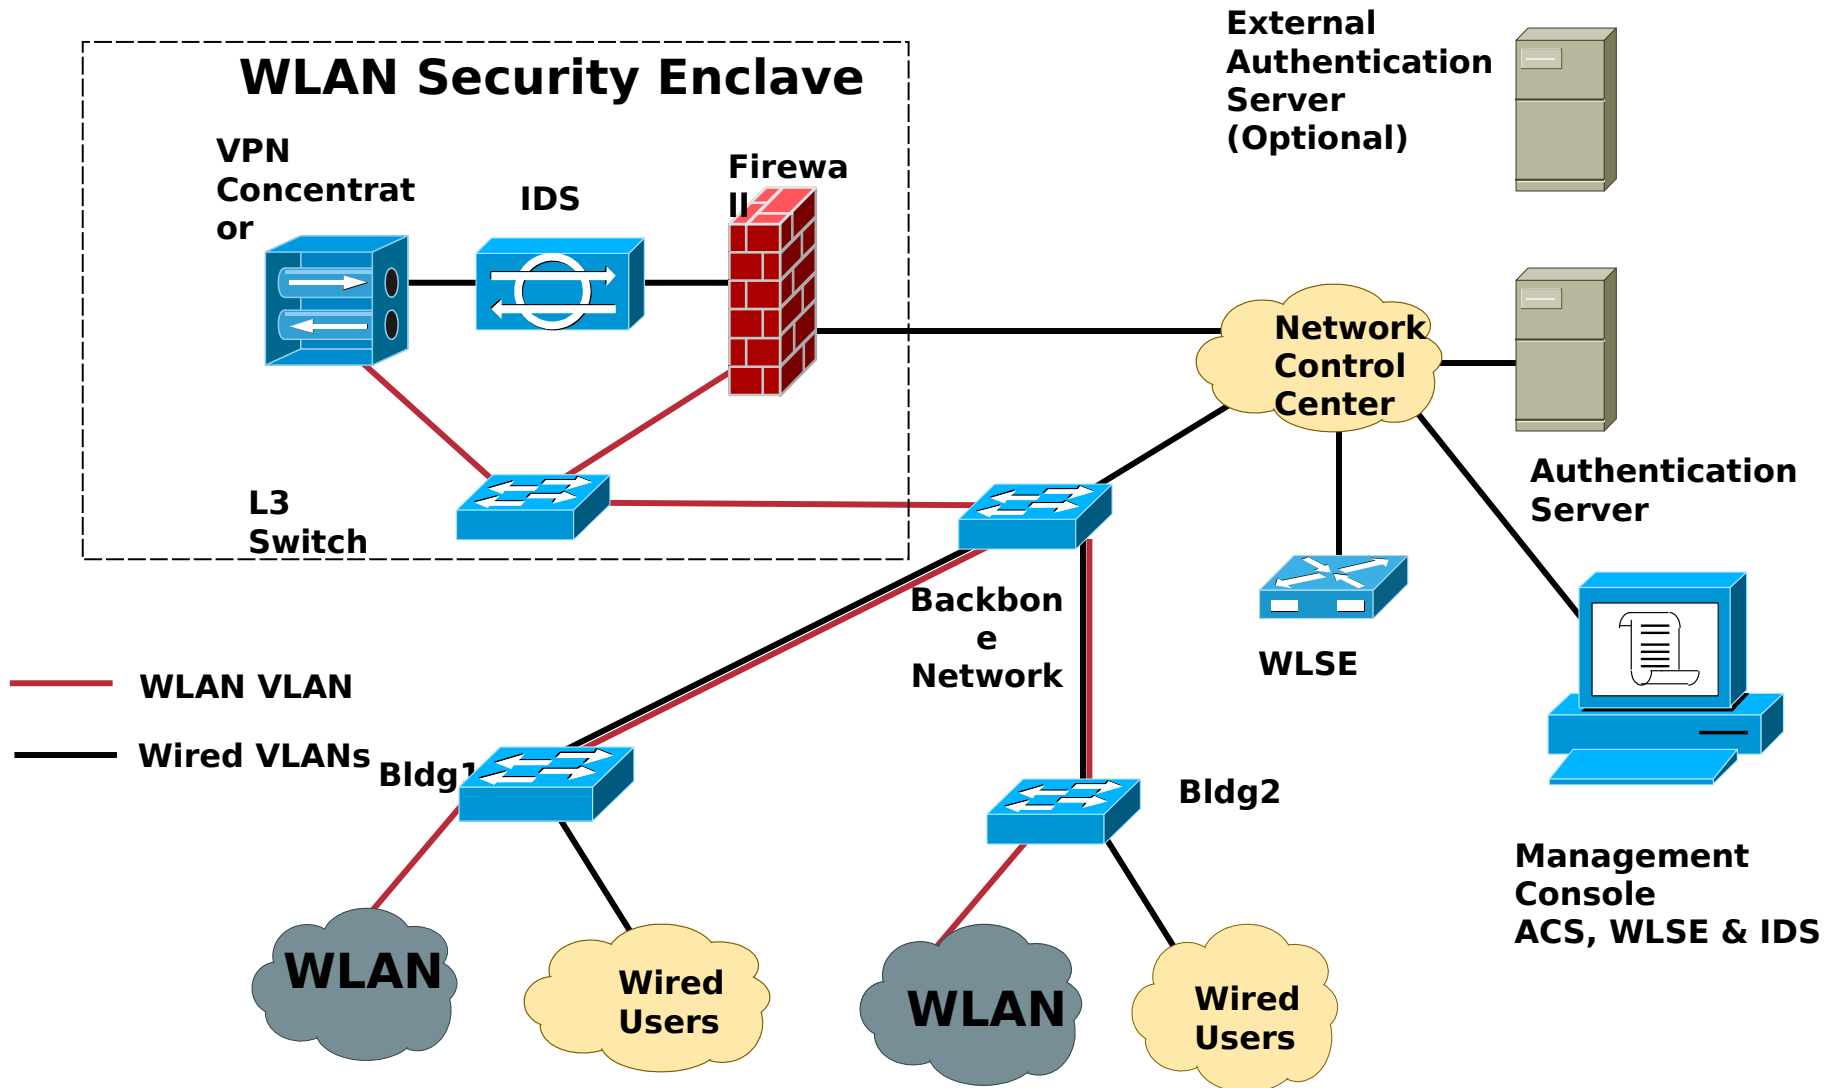 External
Authentication
Server
(Optional)
WLAN Security Enclave
VPN
Concentrat
or
IDS
Firewa
ll
Network
Control
Center
Authentication
Server
L3
Switch
Backbon
e
Network
WLSE
WLAN VLAN
Wired VLANs
Bldg1
Bldg2
Management
Console
ACS, WLSE & IDS
WLAN
Wired
Users
WLAN
Wired
Users